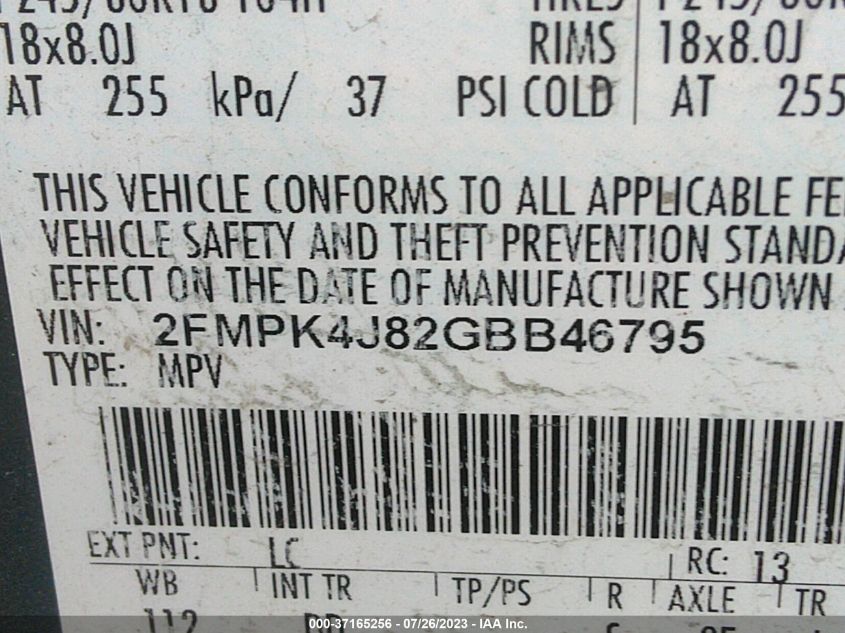 18x8.0J RIMS 18x8.0J
AT 255 kPa/ 37 PSI COLD AT 255
THIS VEHICLE CONFORMS TO ALL APPLICABLE FE
VEHICLE SAFETY AND THEFT PREVENTION STANDA
EFFECT ON THE DATE OF MANUFACTURE SHOWN
VIN: 2FMPK4J82GBB46795
TYPE: MPV
EXT PNT: LC RC: 13
WB INT TR TP/PS R AXLE TR
112
000-37165256 - 07/26/2023 - IAA Inc.